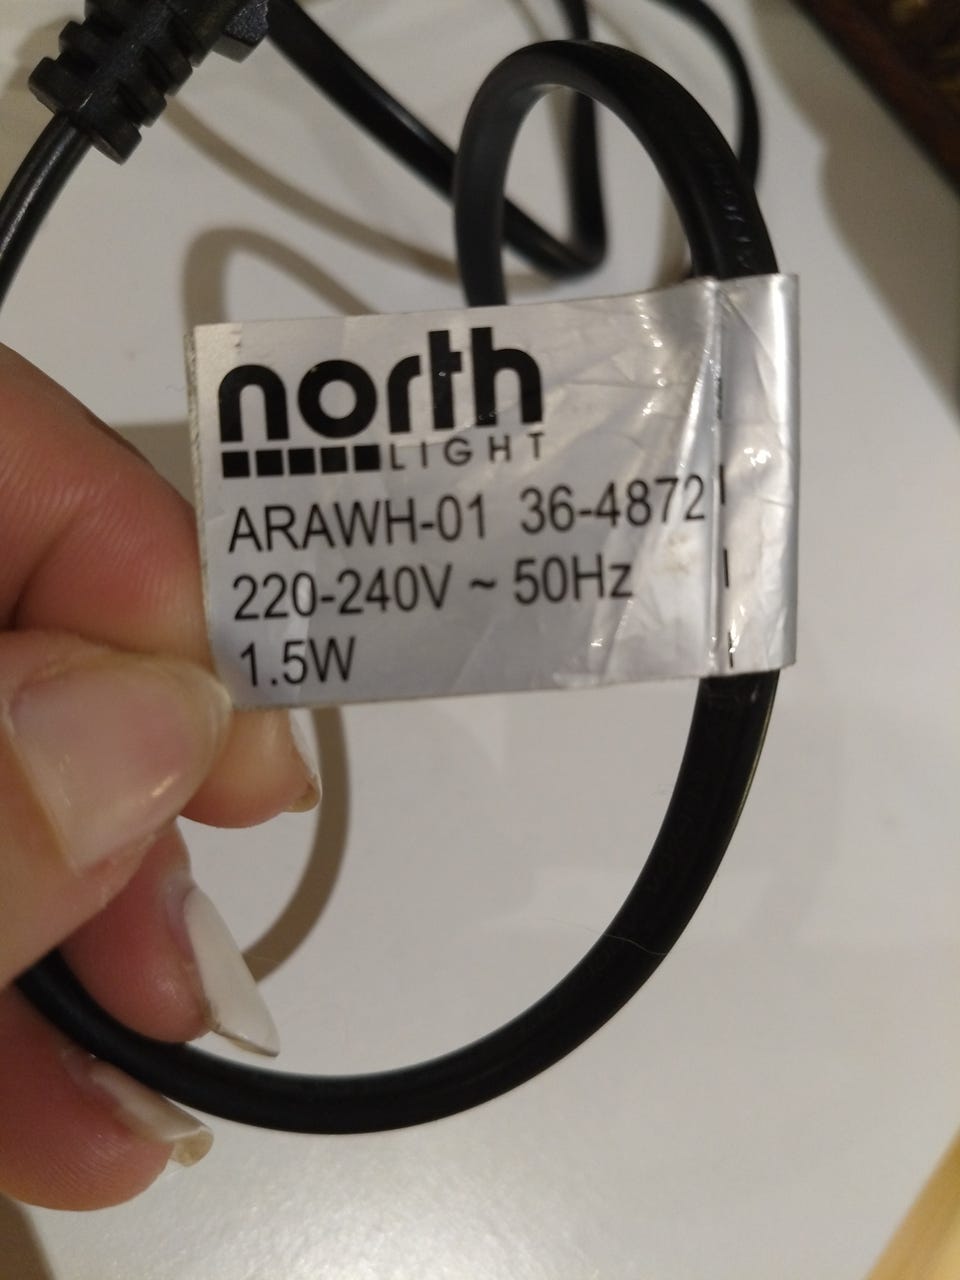 north
LIGHT
ARAWH-01 36-4872
220-240V ~ 50Hz
1.5W